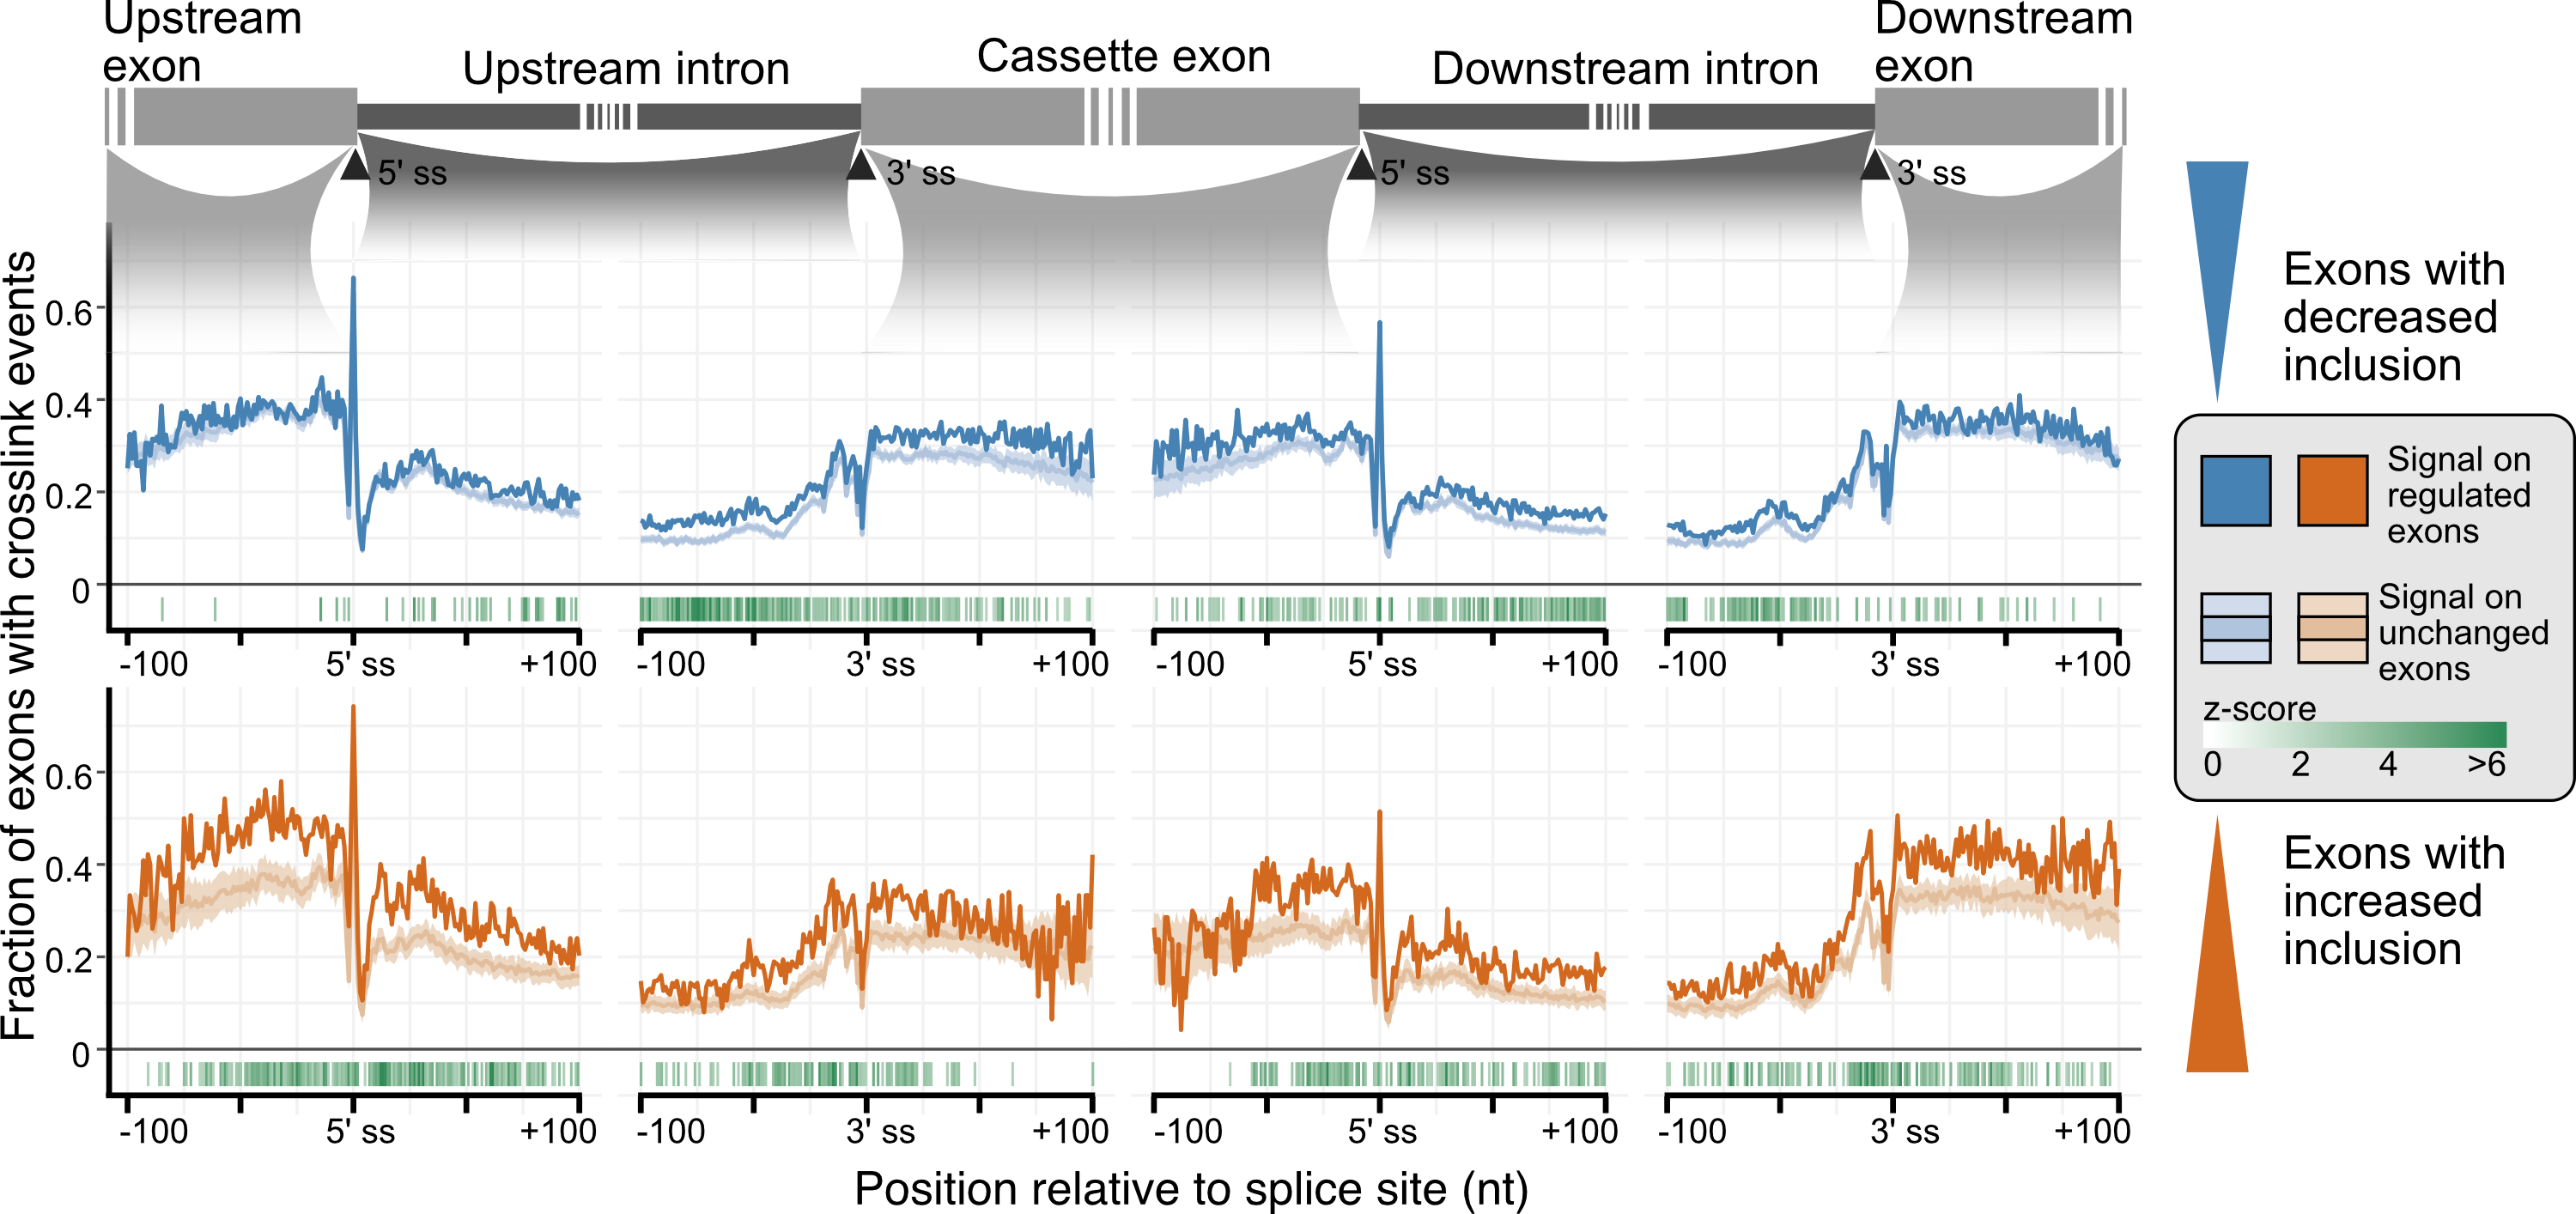 Upstream
exon
Upstream intron
Cassette exon
Downstream intron
Downstream
exon
5' ss
3' ss
5' ss
3' ss
Fraction of exons with crosslink events
0.6
0.4
0.2
0
-100 5' ss +100
-100 3' ss +100
-100 5' ss +100
-100 3' ss +100
0.6
0.4
0.2
0
-100 5' ss +100
-100 3' ss +100
-100 5' ss +100
-100 3' ss +100
Position relative to splice site (nt)
Exons with
decreased
inclusion
Signal on
regulated
exons
Signal on
unchanged
exons
z-score
0 2 4 >6
Exons with
increased
inclusion